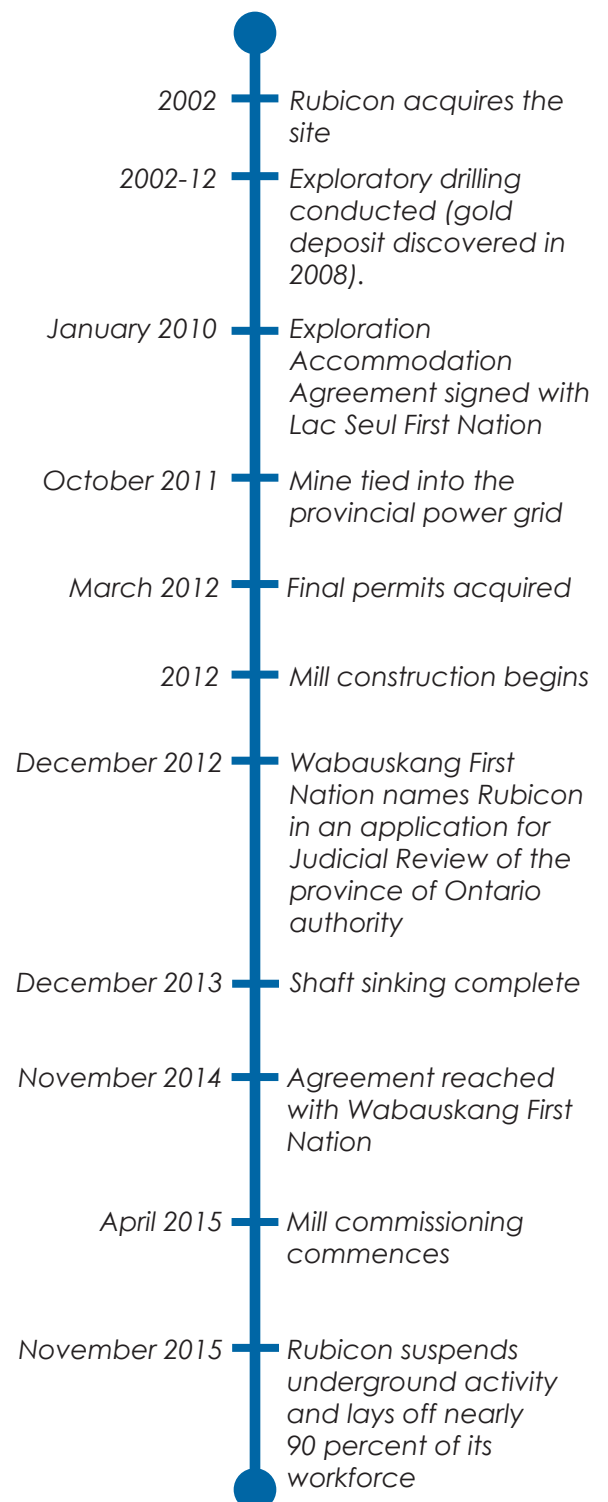 2002 Rubicon acquires the
site
2002-12 Exploratory drilling
conducted (gold
deposit discovered in
2008).
January 2010 Exploration
Accommodation
Agreement signed with
Lac Seul First Nation
October 2011 Mine tied into the
provincial power grid
March 2012 Final permits acquired
2012 Mill construction begins
December 2012 Wabauskang First
Nation names Rubicon
in an application for
Judicial Review of the
province of Ontario
authority
December 2013 Shaft sinking complete
November 2014 Agreement reached
with Wabauskang First
Nation
April 2015 Mill commissioning
commences
November 2015 Rubicon suspends
underground activity
and lays off nearly
90 percent of its
workforce